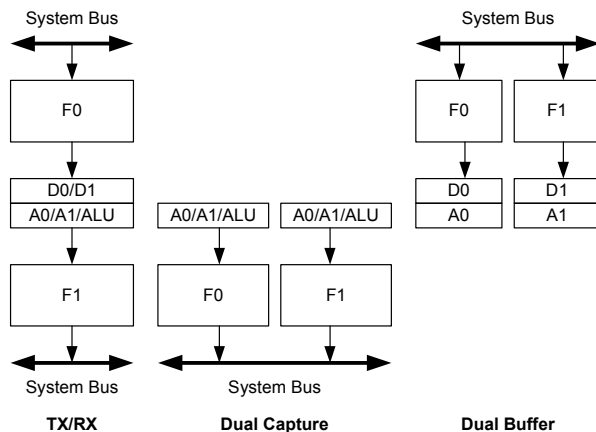 System Bus
System Bus
F0
F0
F1
D0/D1
D0
D1
A0/A1/ALU
A0/A1/ALU
A0/A1/ALU
A0
A1
F1
F0
F1
System Bus
System Bus
TX/RX
Dual Capture
Dual Buffer